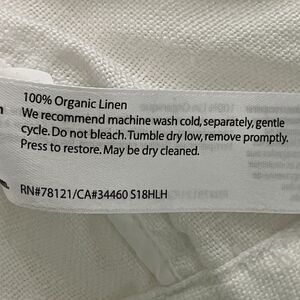 100% Organic Linen
We recommend machine wash cold, separately, gentle
cycle. Do not bleach. Tumble dry low, remove promptly.
Press to restore. May be dry cleaned.
RN#78121/CA#34460 S18HLH